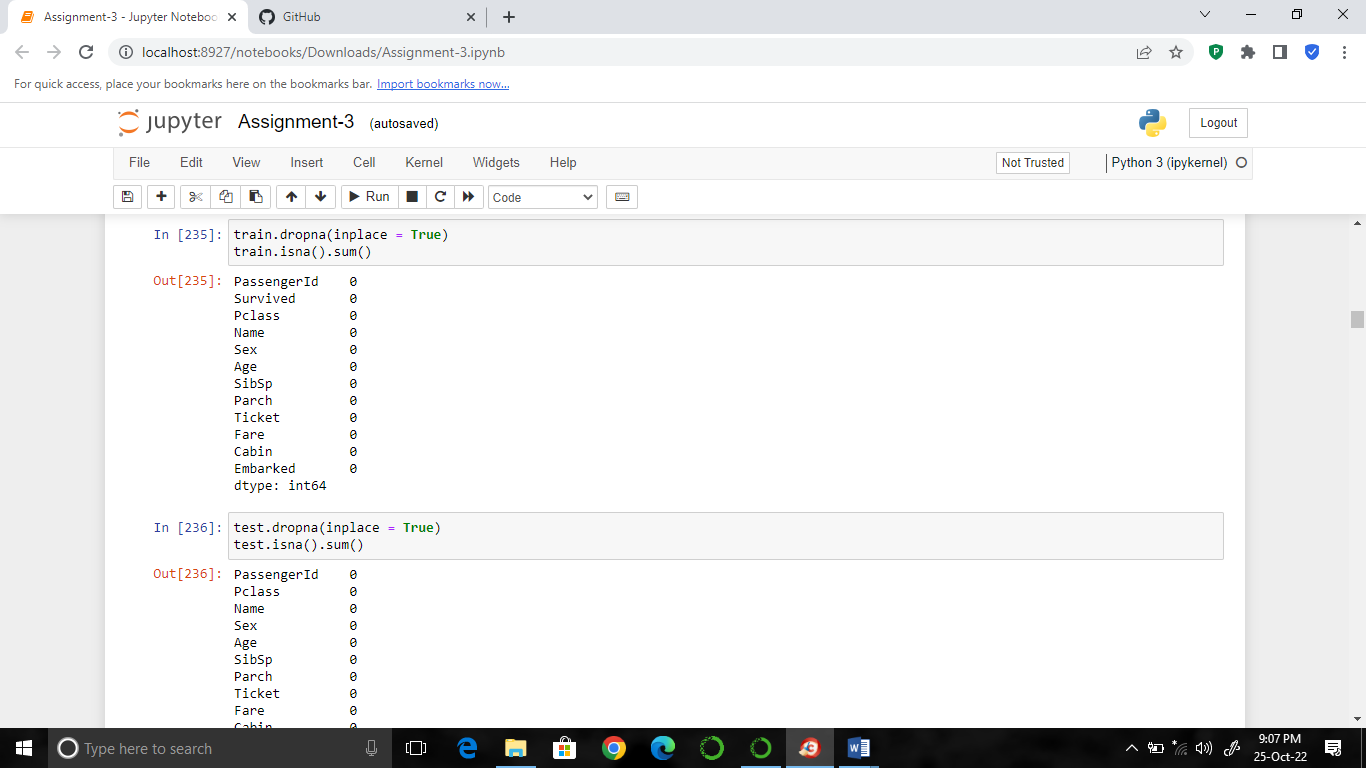 Assignment-3 - Jupyter Noteboo
GitHub
localhost:8927/notebooks/Downloads/Assignment-3.ipynb
For quick access, place your bookmarks here on the bookmarks bar. Import bookmarks now...
jupyter Assignment-3 (autosaved)
Logout
File Edit View Insert Cell Kernel Widgets Help
Not Trusted
Python 3 (ipykernel)
Run
Code
In [235]: train.dropna(inplace = True)
train.isna().sum()
Out[235]: PassengerId 0
Survived 0
Pclass 0
Name 0
Sex 0
Age 0
SibSp 0
Parch 0
Ticket 0
Fare 0
Cabin 0
Embarked 0
dtype: int64
In [236]: test.dropna(inplace = True)
test.isna().sum()
Out[236]: PassengerId 0
Pclass 0
Name 0
Sex 0
Age 0
SibSp 0
Parch 0
Ticket 0
Fare 0
Cabin 0
Type here to search
9:07 PM
25-Oct-22